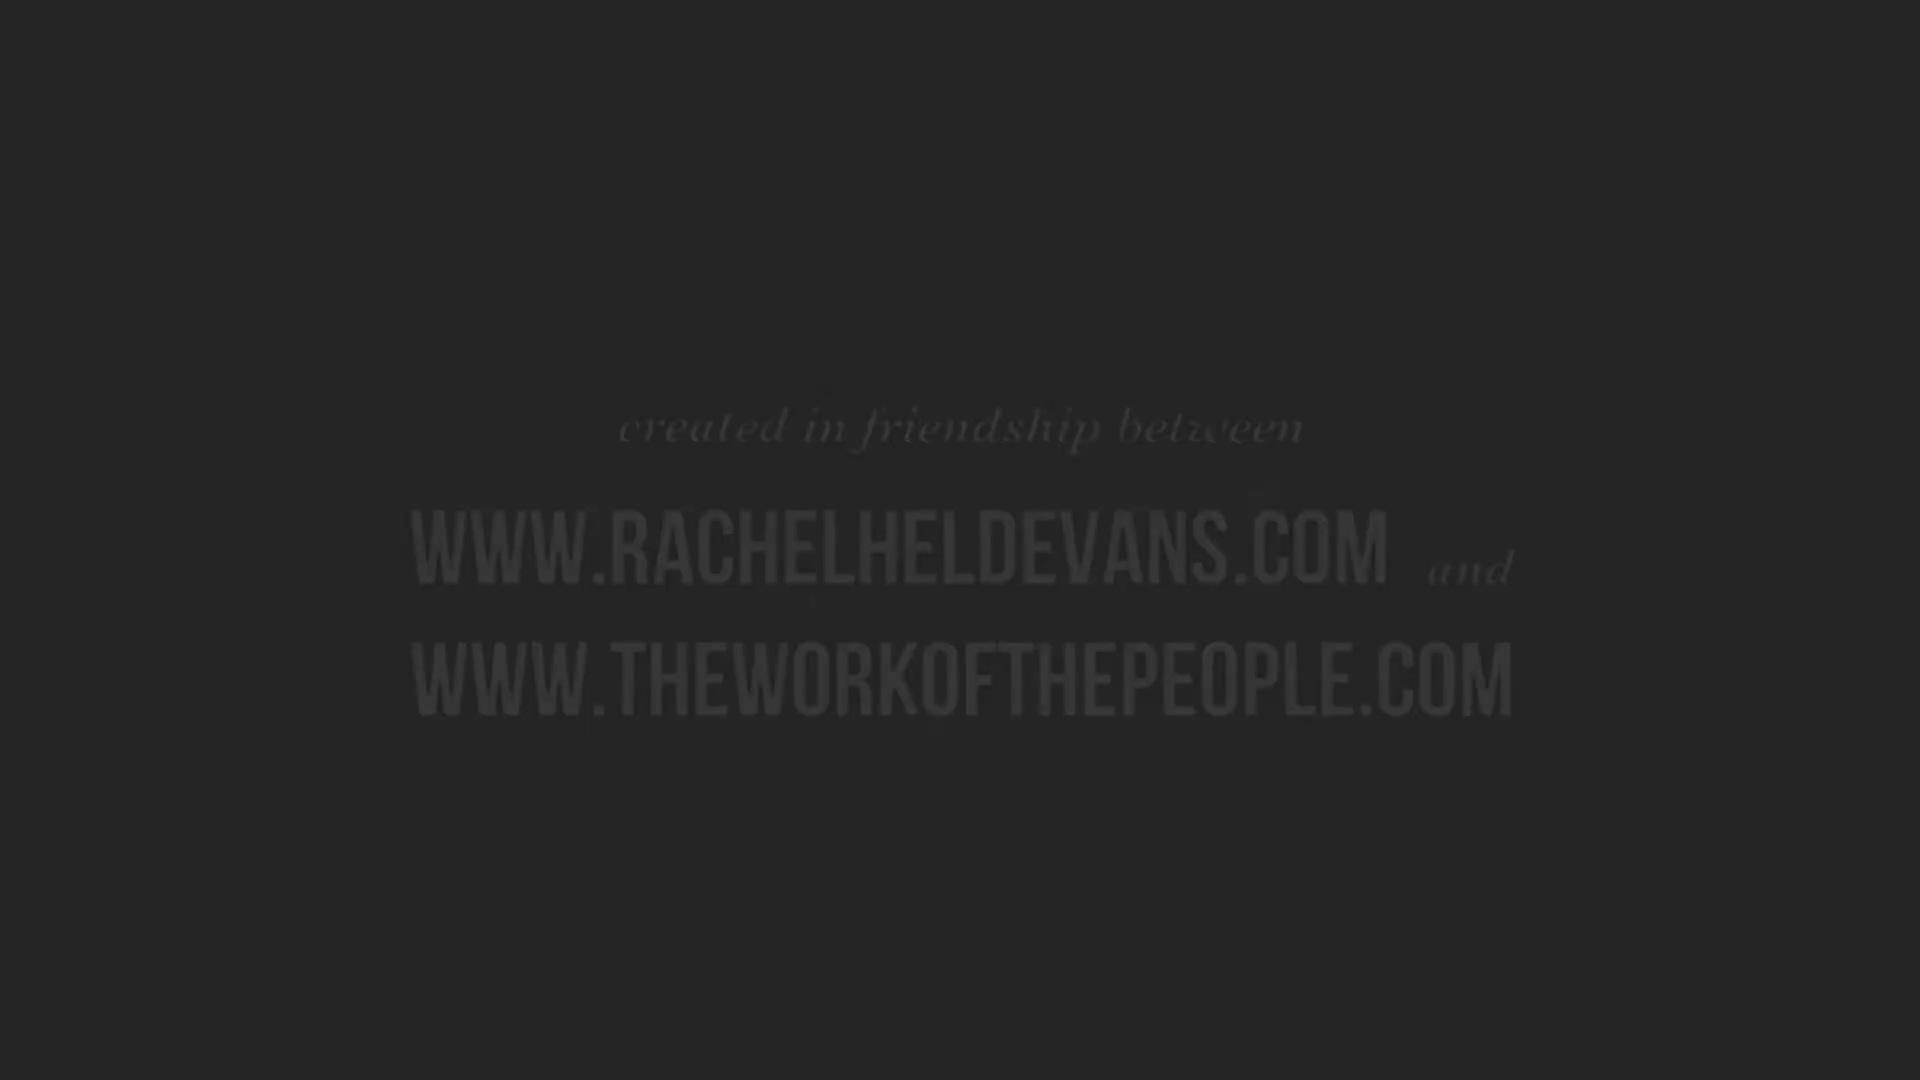 created in friendship between
WWW.RACHELHELDEVANS.COM and
WWW.THEWORKOFTHEPEOPLE.COM